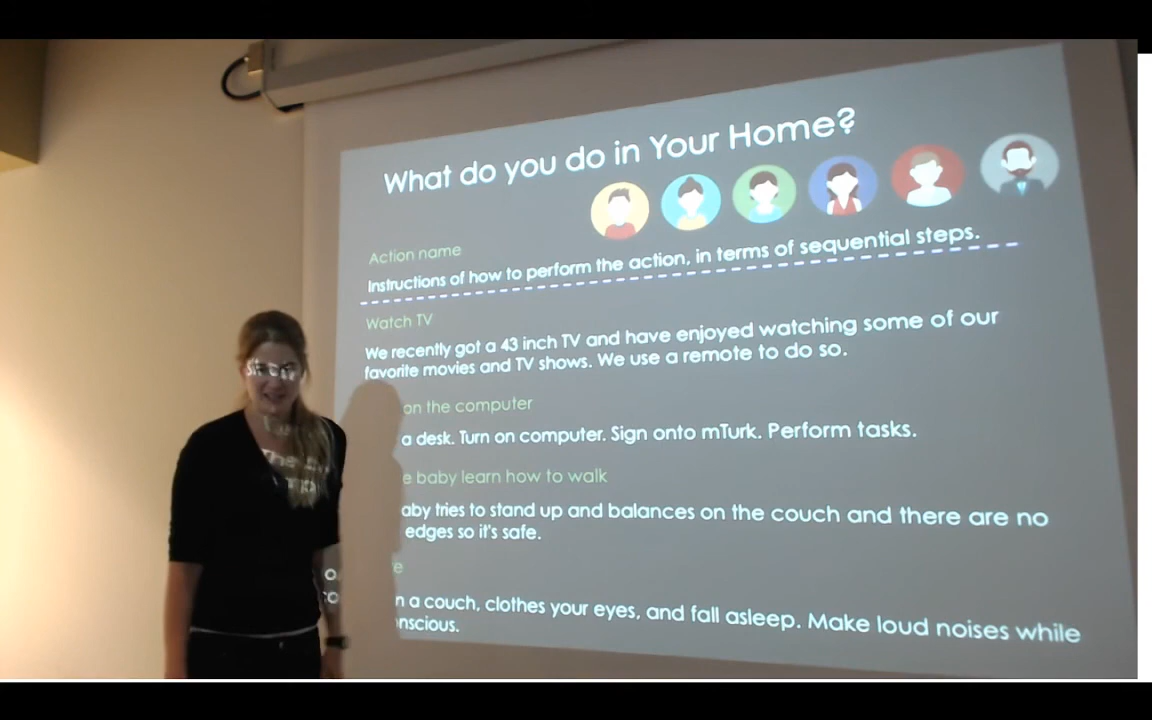 What do you do in Your Home?
Action name
Instructions of how to perform the action, in terms of sequential steps.
Watch TV
We recently got a 43 inch TV and have enjoyed watching some of our
favorite movies and TV shows. We use a remote to do so.
on the computer
a desk. Turn on computer. Sign onto mTurk. Perform tasks.
baby learn how to walk
tries to stand up and balances on the couch and there are no
edges so it's safe.
a couch, clothes your eyes, and fall asleep. Make loud noises while